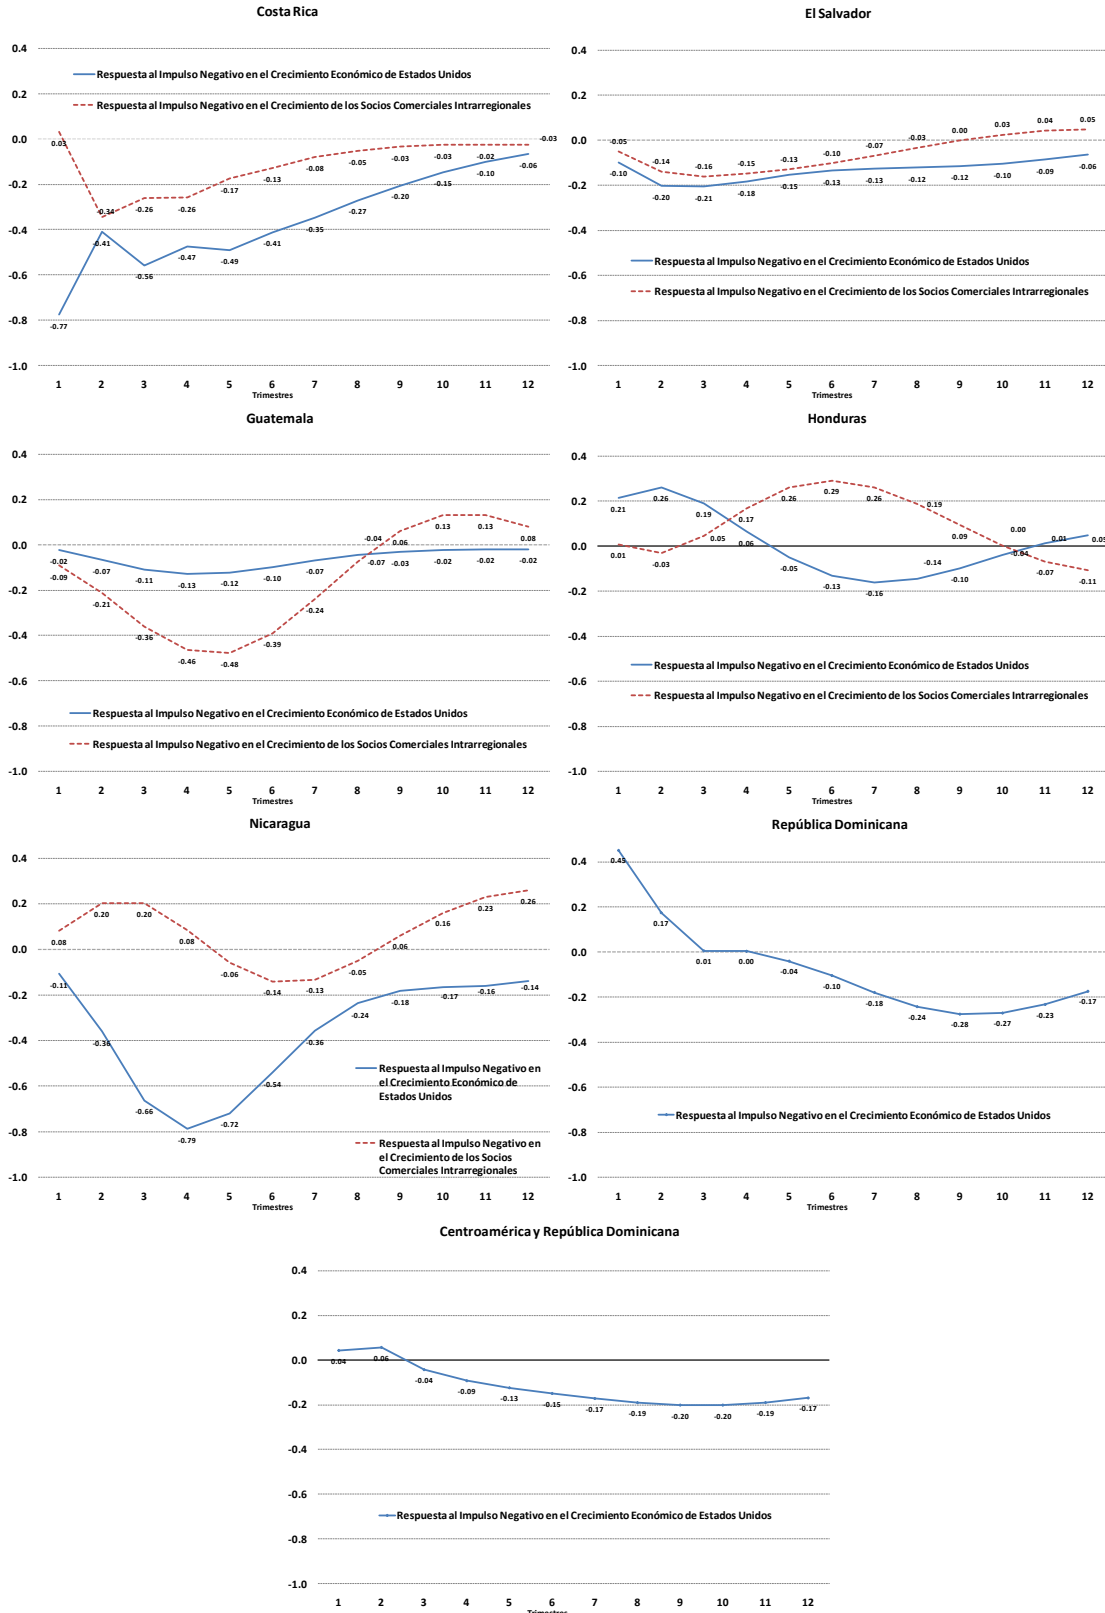 Costa Rica
0.4
0.2
0.0
-0.2
-0.4
-0.6
-0.8
-1.0
Respuesta al Impulso Negativo en el Crecimiento Económico de Estados Unidos
Respuesta al Impulso Negativo en el Crecimiento de los Socios Comerciales Intrarregionales
0.03 -0.34 -0.26 -0.26 -0.17 -0.13 -0.08 -0.05 -0.03 -0.03 -0.02 -0.03
-0.77 -0.41 -0.56 -0.47 -0.49 -0.41 -0.35 -0.27 -0.20 -0.15 -0.10 -0.06
1 2 3 4 5 6 7 8 9 10 11 12
Trimestres
El Salvador
0.4
0.2
0.0
-0.2
-0.4
-0.6
-0.8
-1.0
-0.05 -0.14 -0.16 -0.15 -0.13 -0.10 -0.07 -0.03 0.00 0.03 0.04 0.05
-0.10 -0.20 -0.21 -0.18 -0.15 -0.13 -0.13 -0.12 -0.12 -0.10 -0.09 -0.06
Respuesta al Impulso Negativo en el Crecimiento Económico de Estados Unidos
Respuesta al Impulso Negativo en el Crecimiento de los Socios Comerciales Intrarregionales
1 2 3 4 5 6 7 8 9 10 11 12
Trimestres
Guatemala
0.4
0.2
0.0
-0.2
-0.4
-0.6
-0.8
-1.0
-0.02 -0.07 -0.11 -0.13 -0.12 -0.10 -0.07 -0.04 -0.03 -0.02 -0.02 -0.02
-0.09 -0.21 -0.36 -0.46 -0.48 -0.39 -0.24 -0.07 0.06 0.13 0.13 0.08
Respuesta al Impulso Negativo en el Crecimiento Económico de Estados Unidos
Respuesta al Impulso Negativo en el Crecimiento de los Socios Comerciales Intrarregionales
1 2 3 4 5 6 7 8 9 10 11 12
Trimestres
Honduras
0.4
0.2
0.0
-0.2
-0.4
-0.6
-0.8
-1.0
0.21 0.26 0.19 0.06 -0.05 -0.13 -0.16 -0.14 -0.10 -0.04 0.01 0.05
0.01 -0.03 0.05 0.17 0.26 0.29 0.26 0.19 0.09 0.00 -0.07 -0.11
Respuesta al Impulso Negativo en el Crecimiento Económico de Estados Unidos
Respuesta al Impulso Negativo en el Crecimiento de los Socios Comerciales Intrarregionales
1 2 3 4 5 6 7 8 9 10 11 12
Trimestres
Nicaragua
0.4
0.2
0.0
-0.2
-0.4
-0.6
-0.8
-1.0
0.08 0.20 0.20 0.08 -0.06 -0.14 -0.13 -0.05 0.06 0.16 0.23 0.26
-0.11 -0.36 -0.66 -0.79 -0.72 -0.54 -0.36 -0.24 -0.18 -0.17 -0.16 -0.14
Respuesta al Impulso Negativo en
el Crecimiento Económico de
Estados Unidos
Respuesta al Impulso Negativo en
el Crecimiento de los Socios
Comerciales Intrarregionales
1 2 3 4 5 6 7 8 9 10 11 12
Trimestres
República Dominicana
0.4
0.2
0.0
-0.2
-0.4
-0.6
-0.8
-1.0
0.45 0.17 0.01 0.00 -0.04 -0.10 -0.18 -0.24 -0.28 -0.27 -0.23 -0.17
Respuesta al Impulso Negativo en el Crecimiento Económico de Estados Unidos
1 2 3 4 5 6 7 8 9 10 11 12
Trimestres
Centroamérica y República Dominicana
0.4
0.2
0.0
-0.2
-0.4
-0.6
-0.8
-1.0
0.04 0.06 -0.04 -0.09 -0.13 -0.15 -0.17 -0.19 -0.20 -0.20 -0.19 -0.17
Respuesta al Impulso Negativo en el Crecimiento Económico de Estados Unidos
1 2 3 4 5 6 7 8 9 10 11 12
Trimestres